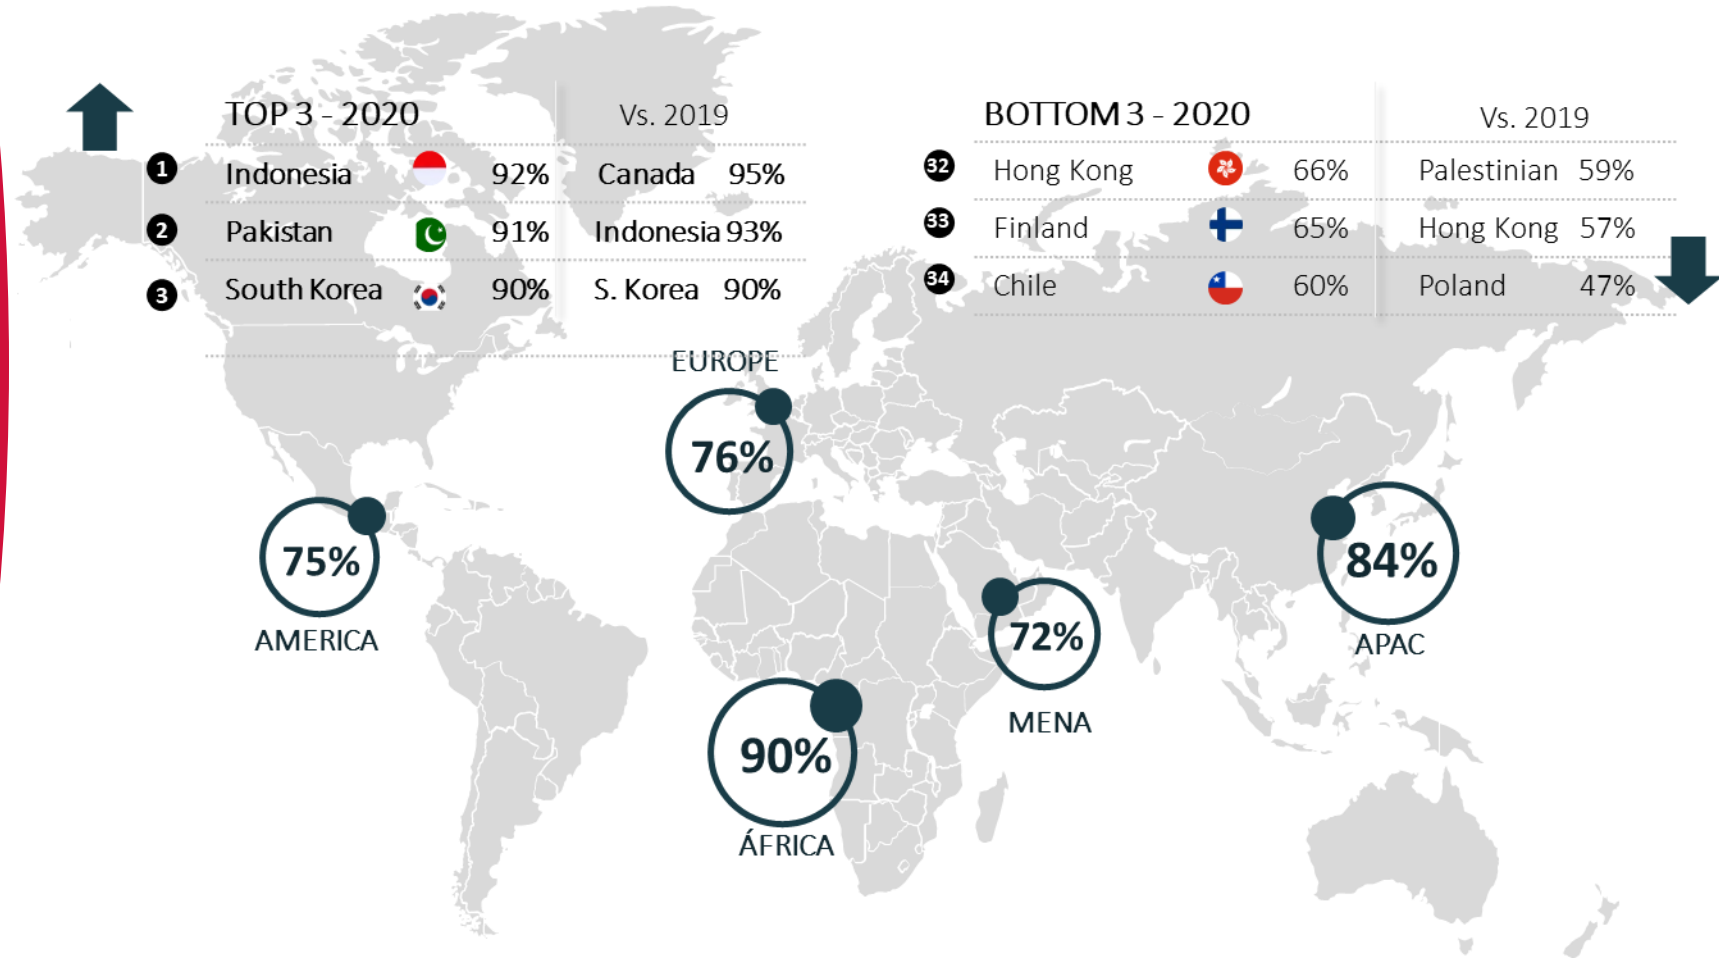 TOP 3 - 2020 Vs. 2019
1 Indonesia 92% Canada 95%
2 Pakistan 91% Indonesia 93%
3 South Korea 90% S. Korea 90%
BOTTOM 3 - 2020 Vs. 2019
32 Hong Kong 66% Palestinian 59%
33 Finland 65% Hong Kong 57%
34 Chile 60% Poland 47%
EUROPE
76%
75%
AMERICA
84%
APAC
72%
MENA
90%
ÁFRICA